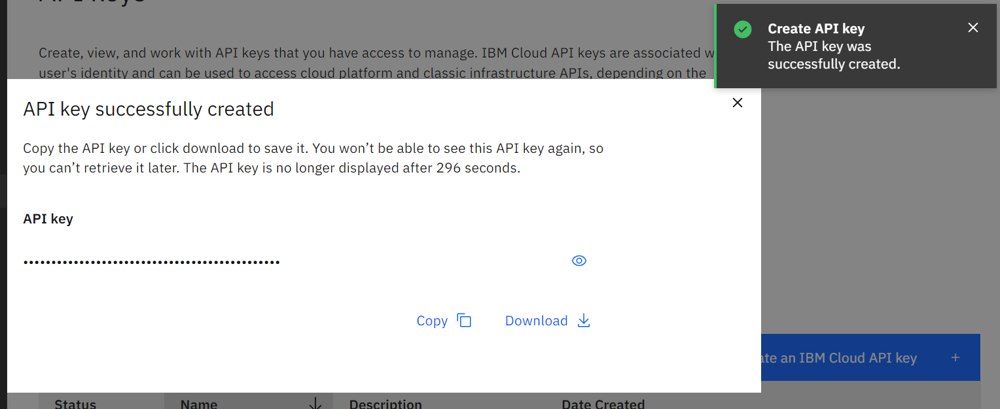 API Keys
Create, view, and work with API keys that you have access to manage. IBM Cloud API keys are associated w
user's identity and can be used to access cloud platform and classic infrastructure APIs, depending on the
Create API key
The API key was
successfully created.
API key successfully created
Copy the API key or click download to save it. You won’t be able to see this API key again, so
you can’t retrieve it later. The API key is no longer displayed after 296 seconds.
API key
••••••••••••••••••••••••••••••••••••••••••••
Copy
Download
ate an IBM Cloud API key +
Status Name Description Date Created